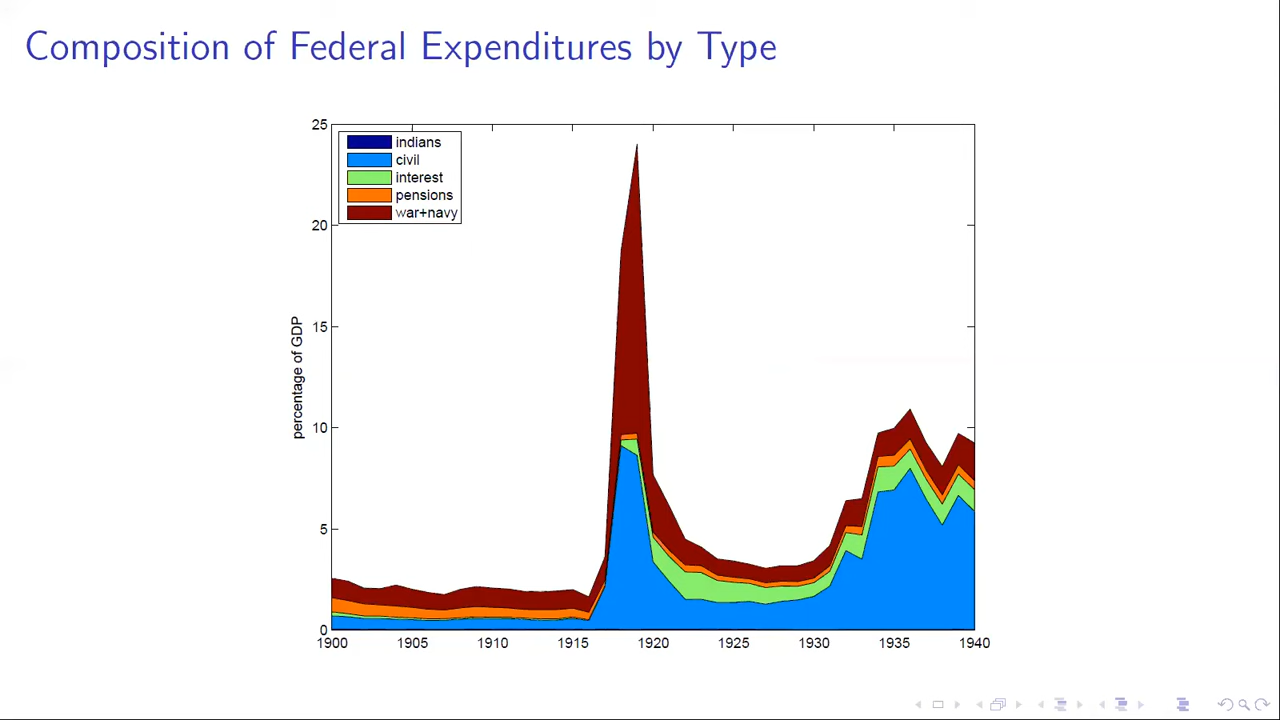 Composition of Federal Expenditures by Type
25
20
15
10
5
0
percentage of GDP
indians
civil
interest
pensions
war+navy
1900 1905 1910 1915 1920 1925 1930 1935 1940